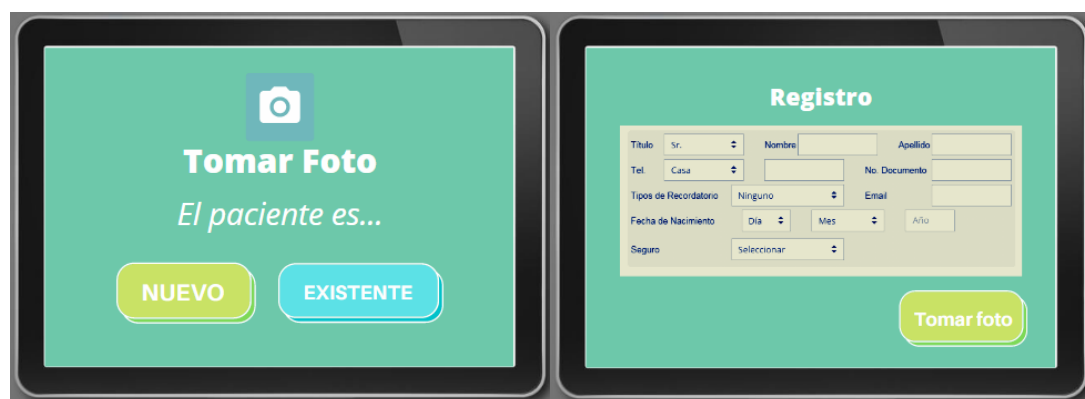 Tomar Foto
El paciente es...
NUEVO EXISTENTE
Registro
Título Sr. Nombre Apellido
Tel. Casa No. Documento
Tipos de Recordatorio Ninguno Email
Fecha de Nacimiento Día Mes Año
Seguro Seleccionar
Tomar foto